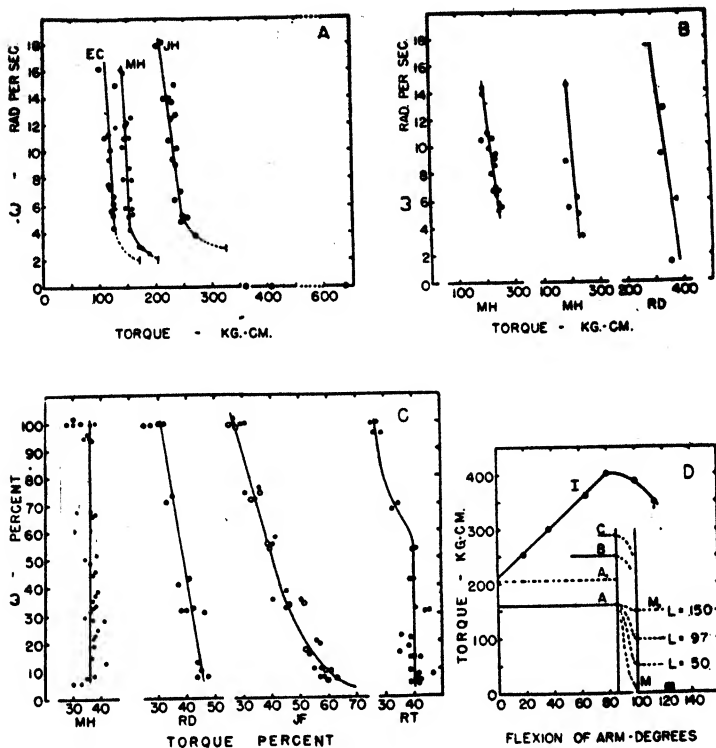 A
EC
MH
JH
RAD PER SEC.
ω
18
16
14
12
10
8
6
4
2
0
0 100 200 300 400 500 600
TORQUE - KG.-CM.
B
RAD PER SEC.
ω
18
16
14
12
10
8
6
4
2
0
100 300 100 200 400
MH MH RD
TORQUE - KG.-CM.
C
ω - PERCENT
100
90
80
70
60
50
40
30
20
10
0
30 40 30 40 50 30 40 50 60 70 30 40
MH RD JF RT
TORQUE PERCENT
D
TORQUE - KG-CM.
400
300
200
100
0
I
C
B
A
A
M
L = 150
L = 97
L = 50
M
0 40 80 120
FLEXION OF ARM-DEGREES